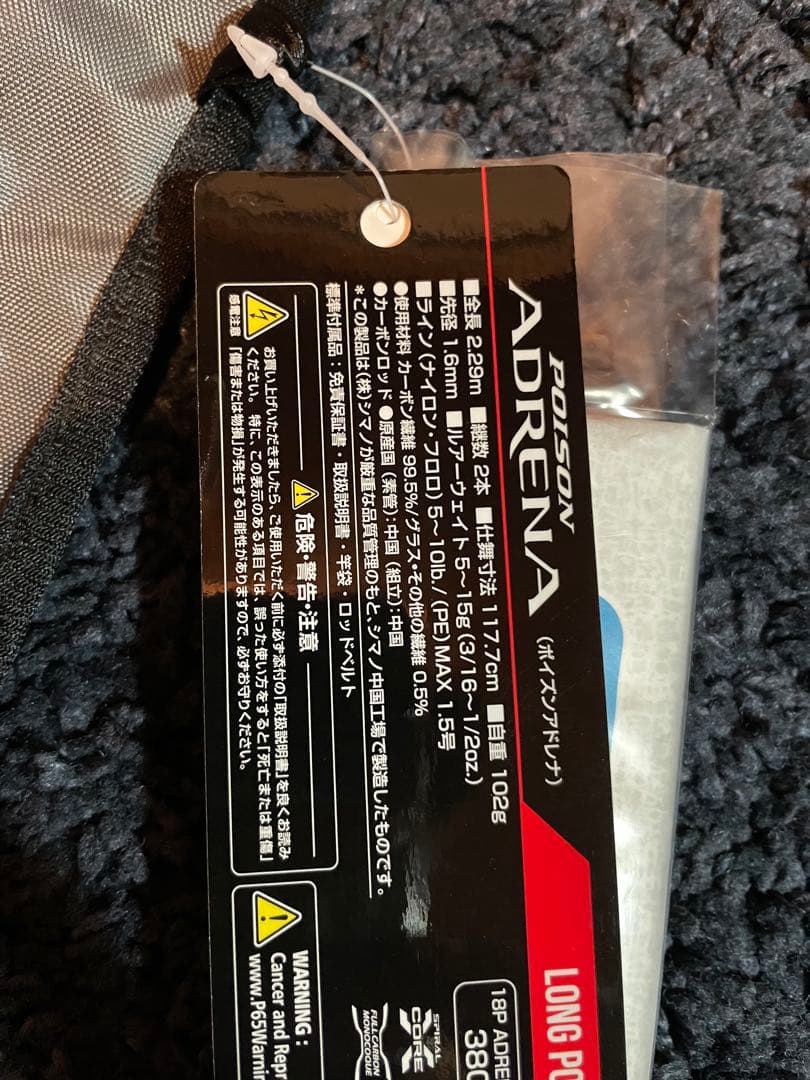 POISON
ADRENA
(ポイズンアドレナ)
LONG PO
■全長 2.29m ■継数 2本 ■仕舞寸法 117.7cm ■自重 102g
■先径 1.6mm ■ルアーウェイト 5〜15g (3/16〜1/2oz.)
■ライン (ナイロン・フロロ) 5〜10lb. / (PE)MAX 1.5号
●使用材料 カーボン繊維 99.5%/グラス・その他の繊維 0.5%
●カーボンロッド ●原産国 (素管):中国 (組立):中国
*この製品は(株)シマノが厳重な品質管理のもと、シマノ中国工場で製造したものです。
標準付属品:免責保証書・取扱説明書・竿袋・ロッドベルト
危険・警告・注意
感電注意
お買い上げいただきましたら、ご使用いただく前に必ず添付の「取扱説明書」を良くお読み
ください。特に、この表示のある項目では、誤った使い方をすると「死亡または重傷」
「傷害または物損」が発生する可能性がありますので、必ずお守りください。
18P ADRE
380
SPIRAL
X
CORE
FULLCARBON
MONOCOQUE
WARNING:
Cancer and Repr
www.P65Warnin